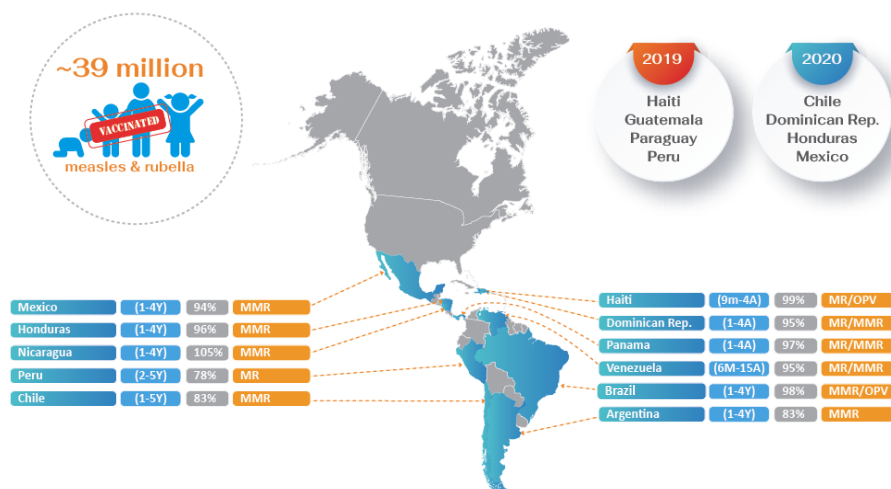 ~39 million
VACCINATED
measles & rubella
2019
Haiti
Guatemala
Paraguay
Peru
2020
Chile
Dominican Rep.
Honduras
Mexico
Mexico (1-4Y) 94% MMR
Honduras (1-4Y) 96% MMR
Nicaragua (1-4Y) 105% MMR
Peru (2-5Y) 78% MR
Chile (1-5Y) 83% MMR
Haiti (9m-4A) 99% MR/OPV
Dominican Rep. (1-4A) 95% MR/MMR
Panama (1-4A) 97% MR/MMR
Venezuela (6M-15A) 95% MR/MMR
Brazil (1-4Y) 98% MMR/OPV
Argentina (1-4Y) 83% MMR